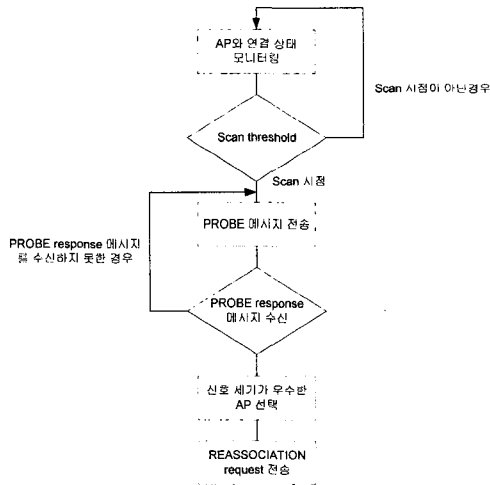 AP와 연결 상태
모니터링
Scan 시점이 아닌경우
Scan threshold
Scan 시점
PROBE 메시지 전송
PROBE response 메시지
를 수신하지 못한 경우
PROBE response
메시지 수신
신호 세기가 우수한
AP 선택
REASSOCIATION
request 전송